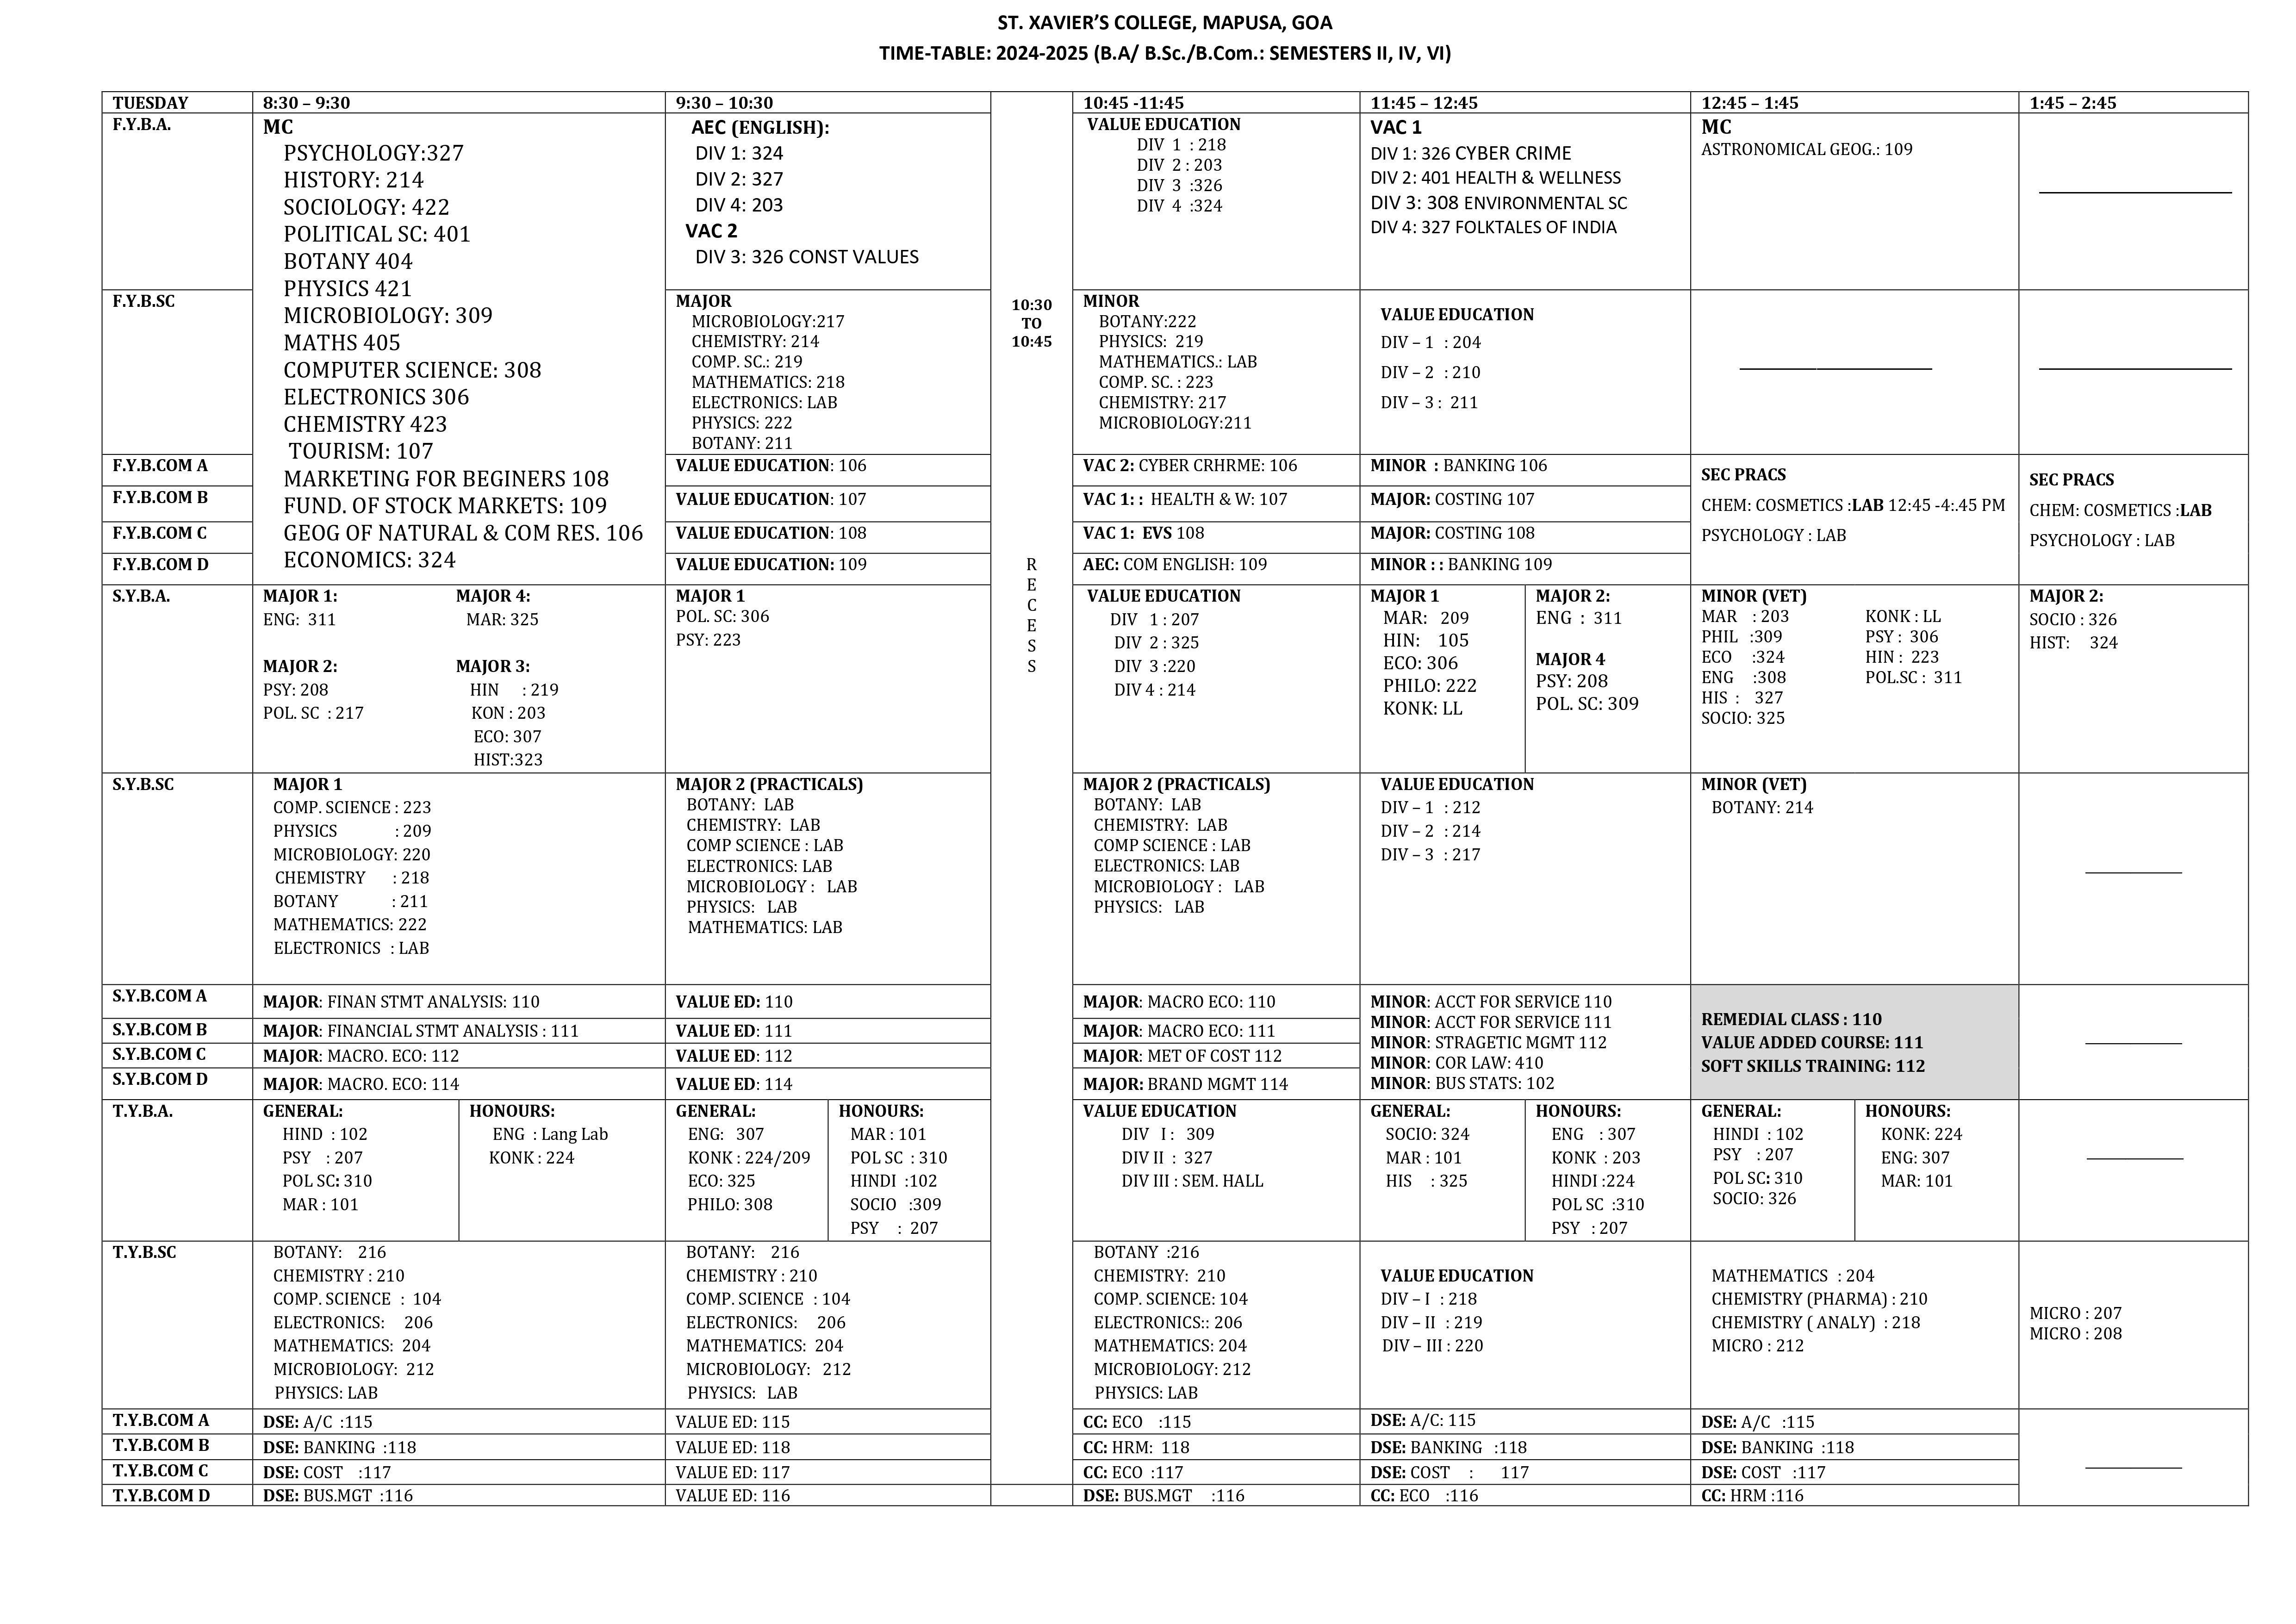 ST. XAVIER'S COLLEGE, MAPUSA, GOA
TIME-TABLE: 2024-2025 (B.A/ B.Sc./B.Com.: SEMESTERS II, IV, VI)
TUESDAY
8:30 – 9:30
9:30 – 10:30
10:45 -11:45
11:45 – 12:45
12:45 – 1:45
1:45 – 2:45
10:30
TO
10:45
R
E
C
E
S
S
F.Y.B.A.
MC
PSYCHOLOGY:327
HISTORY: 214
SOCIOLOGY: 422
POLITICAL SC: 401
BOTANY 404
PHYSICS 421
MICROBIOLOGY: 309
MATHS 405
COMPUTER SCIENCE: 308
ELECTRONICS 306
CHEMISTRY 423
TOURISM: 107
MARKETING FOR BEGINERS 108
FUND. OF STOCK MARKETS: 109
GEOG OF NATURAL & COM RES. 106
ECONOMICS: 324
AEC (ENGLISH):
DIV 1: 324
DIV 2: 327
DIV 4: 203
VAC 2
DIV 3: 326 CONST VALUES
VALUE EDUCATION
DIV 1 : 218
DIV 2 : 203
DIV 3 :326
DIV 4 :324
VAC 1
DIV 1: 326 CYBER CRIME
DIV 2: 401 HEALTH & WELLNESS
DIV 3: 308 ENVIRONMENTAL SC
DIV 4: 327 FOLKTALES OF INDIA
MC
ASTRONOMICAL GEOG.: 109
F.Y.B.SC
MAJOR
MICROBIOLOGY:217
CHEMISTRY: 214
COMP. SC.: 219
MATHEMATICS: 218
ELECTRONICS: LAB
PHYSICS: 222
BOTANY: 211
MINOR
BOTANY:222
PHYSICS: 219
MATHEMATICS.: LAB
COMP. SC. : 223
CHEMISTRY: 217
MICROBIOLOGY:211
VALUE EDUCATION
DIV – 1 : 204
DIV – 2 : 210
DIV – 3 : 211
F.Y.B.COM A
VALUE EDUCATION: 106
VAC 2: CYBER CRHRME: 106
MINOR : BANKING 106
SEC PRACS
CHEM: COSMETICS :LAB 12:45 -4:.45 PM
PSYCHOLOGY : LAB
SEC PRACS
CHEM: COSMETICS :LAB
PSYCHOLOGY : LAB
F.Y.B.COM B
VALUE EDUCATION: 107
VAC 1: : HEALTH & W: 107
MAJOR: COSTING 107
F.Y.B.COM C
VALUE EDUCATION: 108
VAC 1: EVS 108
MAJOR: COSTING 108
F.Y.B.COM D
VALUE EDUCATION: 109
AEC: COM ENGLISH: 109
MINOR : : BANKING 109
S.Y.B.A.
MAJOR 1:
ENG: 311
MAJOR 2:
PSY: 208
POL. SC : 217
MAJOR 4:
MAR: 325
MAJOR 3:
HIN : 219
KON : 203
ECO: 307
HIST:323
MAJOR 1
POL. SC: 306
PSY: 223
VALUE EDUCATION
DIV 1 : 207
DIV 2 : 325
DIV 3 :220
DIV 4 : 214
MAJOR 1
MAR: 209
HIN: 105
ECO: 306
PHILO: 222
KONK: LL
MAJOR 2:
ENG : 311
MAJOR 4
PSY: 208
POL. SC: 309
MINOR (VET)
MAR : 203
PHIL :309
ECO :324
ENG :308
HIS : 327
SOCIO: 325
KONK : LL
PSY : 306
HIN : 223
POL.SC : 311
MAJOR 2:
SOCIO : 326
HIST: 324
S.Y.B.SC
MAJOR 1
COMP. SCIENCE : 223
PHYSICS : 209
MICROBIOLOGY: 220
CHEMISTRY : 218
BOTANY : 211
MATHEMATICS: 222
ELECTRONICS : LAB
MAJOR 2 (PRACTICALS)
BOTANY: LAB
CHEMISTRY: LAB
COMP SCIENCE : LAB
ELECTRONICS: LAB
MICROBIOLOGY : LAB
PHYSICS: LAB
MATHEMATICS: LAB
MAJOR 2 (PRACTICALS)
BOTANY: LAB
CHEMISTRY: LAB
COMP SCIENCE : LAB
ELECTRONICS: LAB
MICROBIOLOGY : LAB
PHYSICS: LAB
VALUE EDUCATION
DIV – 1 : 212
DIV – 2 : 214
DIV – 3 : 217
MINOR (VET)
BOTANY: 214
S.Y.B.COM A
MAJOR: FINAN STMT ANALYSIS: 110
VALUE ED: 110
MAJOR: MACRO ECO: 110
MINOR: ACCT FOR SERVICE 110
MINOR: ACCT FOR SERVICE 111
MINOR: STRAGETIC MGMT 112
MINOR: COR LAW: 410
MINOR: BUS STATS: 102
REMEDIAL CLASS : 110
VALUE ADDED COURSE: 111
SOFT SKILLS TRAINING: 112
S.Y.B.COM B
MAJOR: FINANCIAL STMT ANALYSIS : 111
VALUE ED: 111
MAJOR: MACRO ECO: 111
S.Y.B.COM C
MAJOR: MACRO. ECO: 112
VALUE ED: 112
MAJOR: MET OF COST 112
S.Y.B.COM D
MAJOR: MACRO. ECO: 114
VALUE ED: 114
MAJOR: BRAND MGMT 114
T.Y.B.A.
GENERAL:
HIND : 102
PSY : 207
POL SC: 310
MAR : 101
HONOURS:
ENG : Lang Lab
KONK : 224
GENERAL:
ENG: 307
KONK : 224/209
ECO: 325
PHILO: 308
HONOURS:
MAR : 101
POL SC : 310
HINDI :102
SOCIO :309
PSY : 207
VALUE EDUCATION
DIV I : 309
DIV II : 327
DIV III : SEM. HALL
GENERAL:
SOCIO: 324
MAR : 101
HIS : 325
HONOURS:
ENG : 307
KONK : 203
HINDI :224
POL SC :310
PSY : 207
GENERAL:
HINDI : 102
PSY : 207
POL SC: 310
SOCIO: 326
HONOURS:
KONK: 224
ENG: 307
MAR: 101
T.Y.B.SC
BOTANY: 216
CHEMISTRY : 210
COMP. SCIENCE : 104
ELECTRONICS: 206
MATHEMATICS: 204
MICROBIOLOGY: 212
PHYSICS: LAB
BOTANY: 216
CHEMISTRY : 210
COMP. SCIENCE : 104
ELECTRONICS: 206
MATHEMATICS: 204
MICROBIOLOGY: 212
PHYSICS: LAB
BOTANY :216
CHEMISTRY: 210
COMP. SCIENCE: 104
ELECTRONICS:: 206
MATHEMATICS: 204
MICROBIOLOGY: 212
PHYSICS: LAB
VALUE EDUCATION
DIV – I : 218
DIV – II : 219
DIV – III : 220
MATHEMATICS : 204
CHEMISTRY (PHARMA) : 210
CHEMISTRY ( ANALY) : 218
MICRO : 212
MICRO : 207
MICRO : 208
T.Y.B.COM A
DSE: A/C :115
VALUE ED: 115
CC: ECO :115
DSE: A/C: 115
DSE: A/C :115
T.Y.B.COM B
DSE: BANKING :118
VALUE ED: 118
CC: HRM: 118
DSE: BANKING :118
DSE: BANKING :118
T.Y.B.COM C
DSE: COST :117
VALUE ED: 117
CC: ECO :117
DSE: COST : 117
DSE: COST :117
T.Y.B.COM D
DSE: BUS.MGT :116
VALUE ED: 116
DSE: BUS.MGT :116
CC: ECO :116
CC: HRM :116